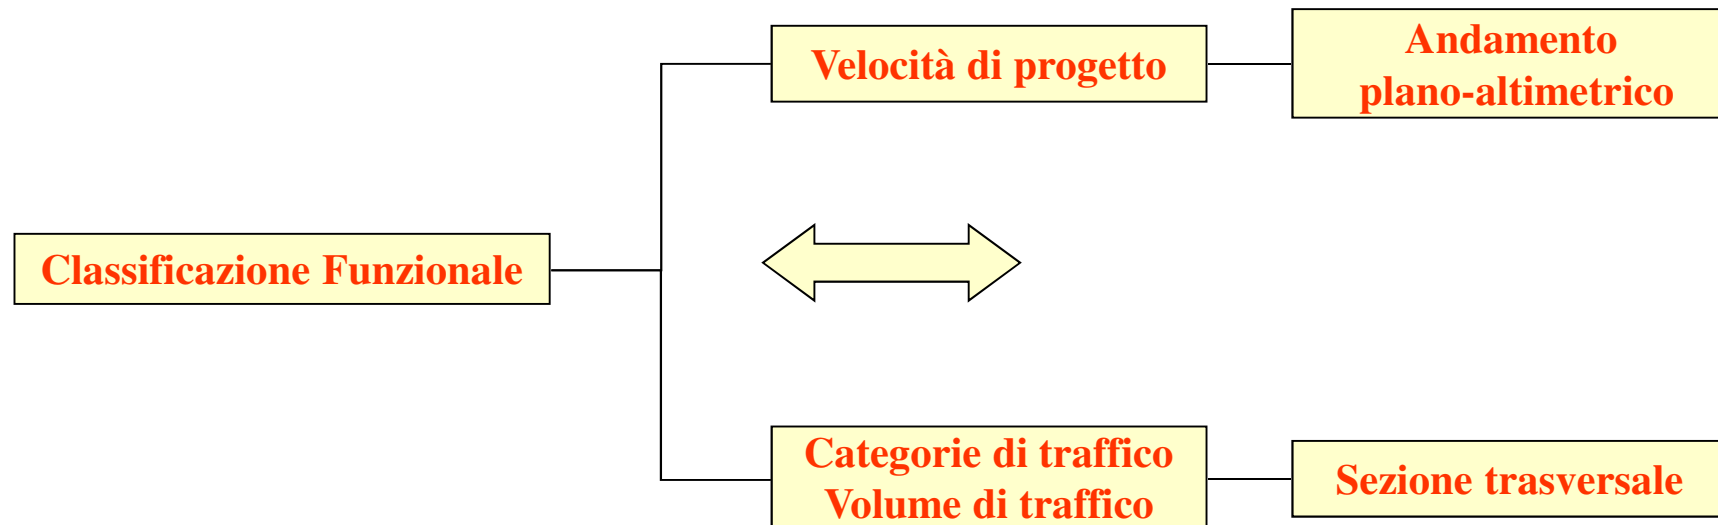 Velocità di progetto
Andamento
plano-altimetrico
Classificazione Funzionale
Categorie di traffico
Volume di traffico
Sezione trasversale